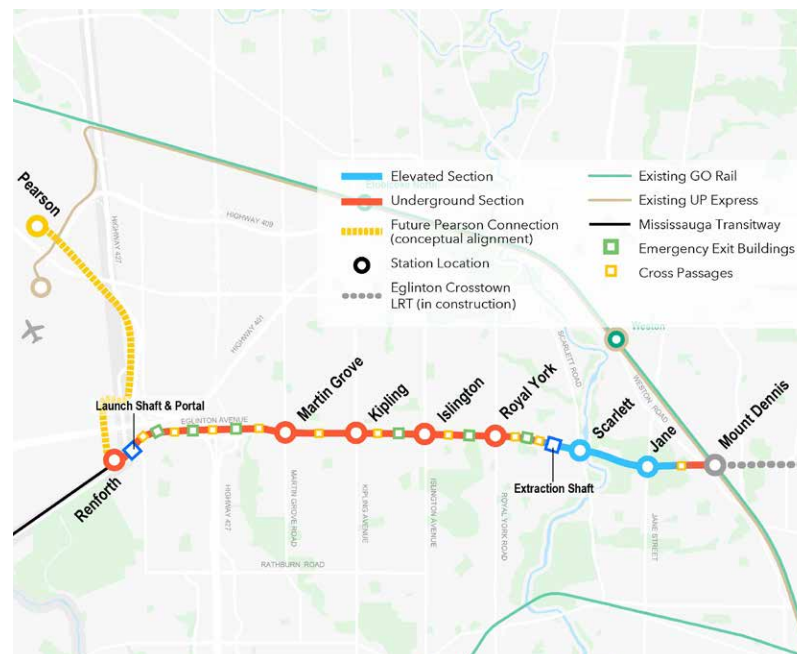 Elevated Section
Underground Section
Future Pearson Connection
(conceptual alignment)
Station Location
Eglinton Crosstown
LRT (in construction)
Existing GO Rail
Existing UP Express
Mississauga Transitway
Emergency Exit Buildings
Cross Passages
Pearson
HIGHWAY 427
HIGHWAY 409
HIGHWAY 401
Weston
SCARLETT ROAD
WESTON ROAD
Launch Shaft & Portal
EGLINTON AVENUE
Renforth
Martin Grove
Kipling
Islington
Royal York
Scarlett
Jane
Mount Dennis
Extraction Shaft
HIGHWAY 427
MARTIN GROVE ROAD
KIPLING AVENUE
ISLINGTON AVENUE
ROYAL YORK ROAD
JANE STREET
RATHBURN ROAD